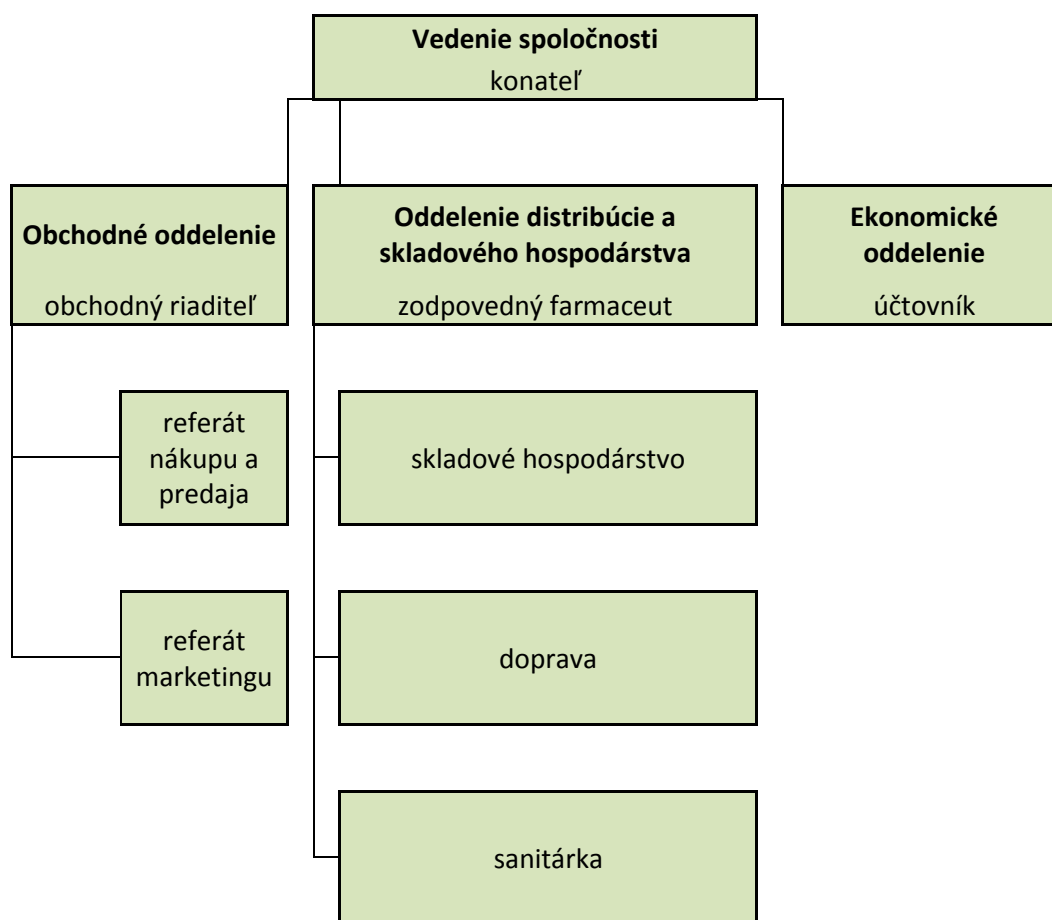 Vedenie spoločnosti
konateľ
Obchodné oddelenie
obchodný riaditeľ
Oddelenie distribúcie a
skladového hospodárstva
zodpovedný farmaceut
Ekonomické
oddelenie
účtovník
referát
nákupu a
predaja
skladové hospodárstvo
referát
marketingu
doprava
sanitárka